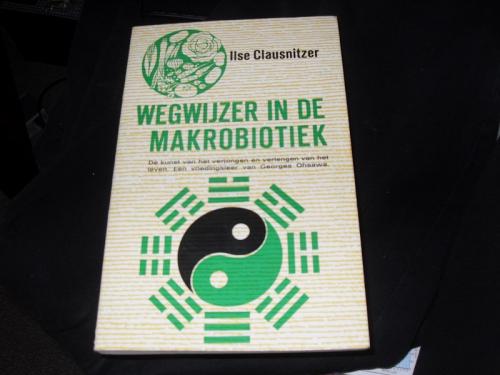 Ilse Clausnitzer
WEGWIJZER IN DE
MAKROBIOTIEK
De kunst van het verjongen en verlengen van het
leven. Een voedingsleer van Georges Ohsawa.